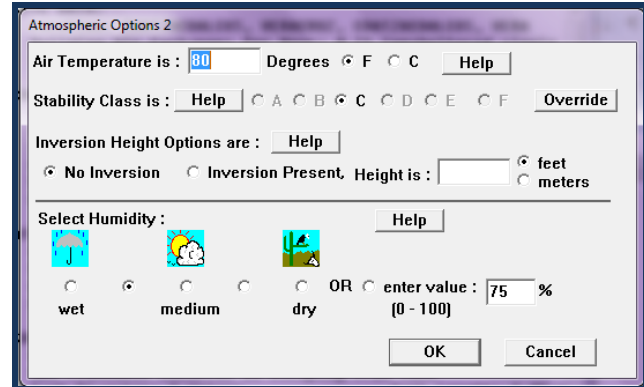 Atmospheric Options 2
Air Temperature is : 80 Degrees F C Help
Stability Class is : Help A B C D E F Override
Inversion Height Options are : Help
No Inversion Inversion Present, Height is : feet
meters
Select Humidity : Help
OR enter value : 75 %
wet medium dry (0 - 100)
OK Cancel